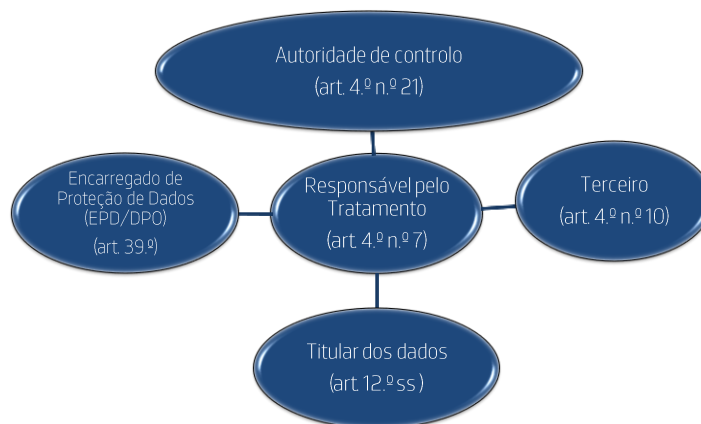 Autoridade de controlo
(art. 4.º n.º 21)
Encarregado de
Proteção de Dados
(EPD/DPO)
(art. 39.º)
Responsável pelo
Tratamento
(art. 4.º n.º 7)
Terceiro
(art. 4.º n.º 10)
Titular dos dados
(art. 12.º ss )